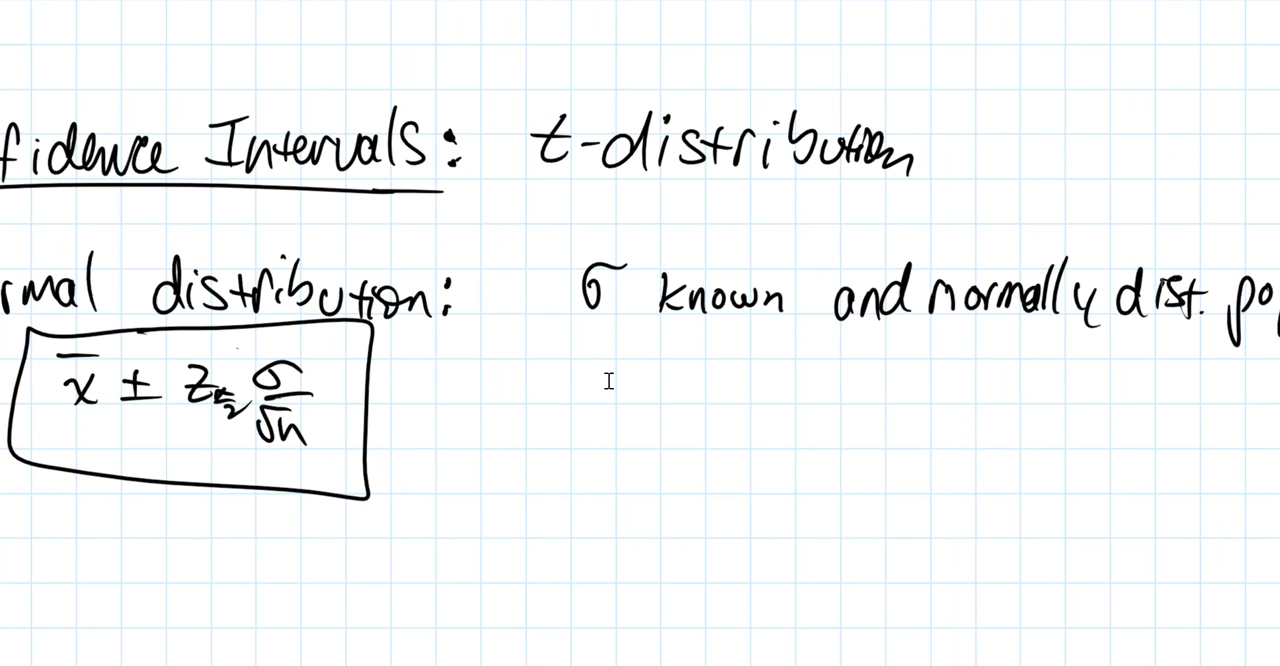 fidence Intervals: t-distribution
rmal distribution: σ known and normally dist. po
x̄ ± z_{α/2} σ/√n